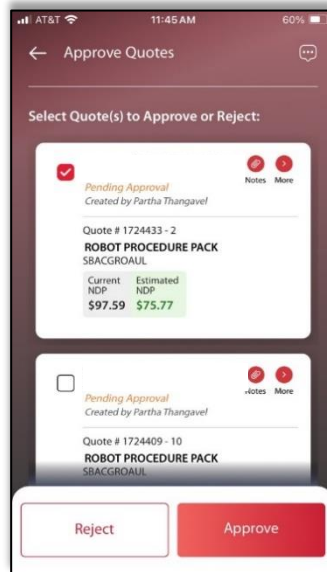 AT&T 11:45 AM 60%
Approve Quotes
Select Quote(s) to Approve or Reject:
Notes More
Pending Approval
Created by Partha Thangavel
Quote # 1724433 - 2
ROBOT PROCEDURE PACK
SBACGROAUL
Current Estimated
NDP NDP
$97.59 $75.77
Notes More
Pending Approval
Created by Partha Thangavel
Quote # 1724409 - 10
ROBOT PROCEDURE PACK
SBACGROAUL
Reject Approve